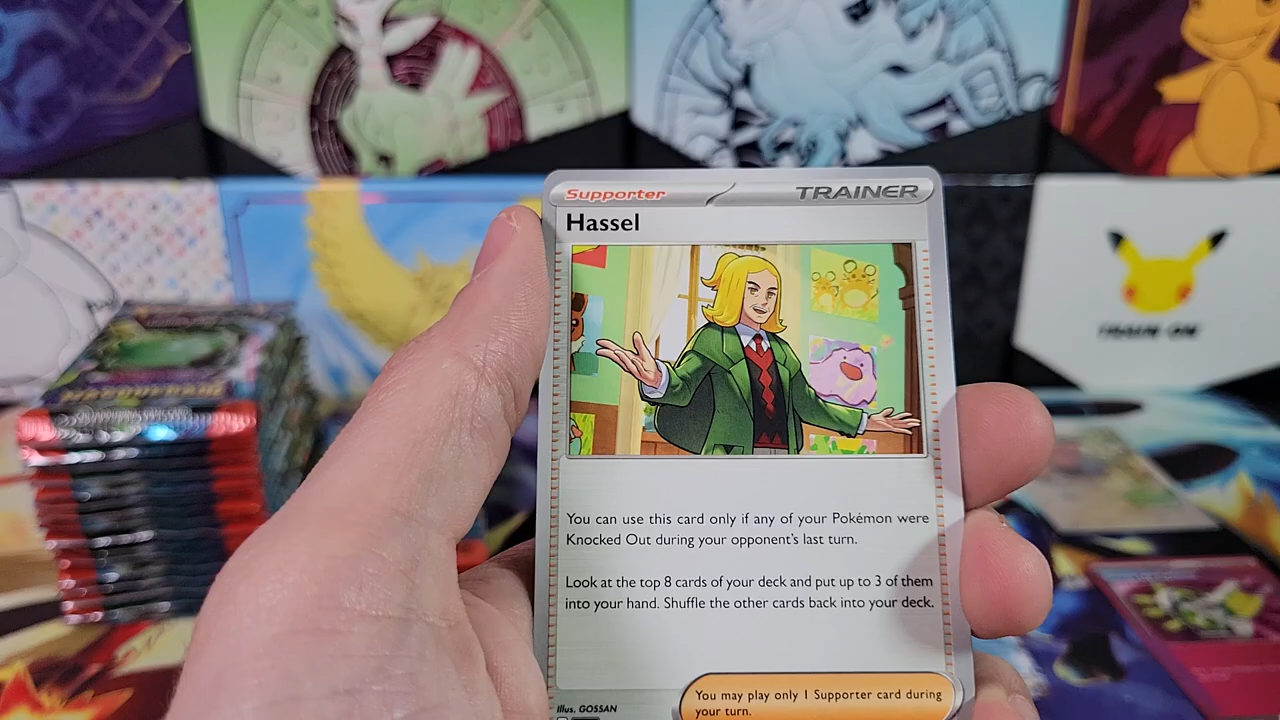 Supporter
TRAINER
Hassel
You can use this card only if any of your Pokémon were
Knocked Out during your opponent's last turn.
Look at the top 8 cards of your deck and put up to 3 of them
into your hand. Shuffle the other cards back into your deck.
You may play only 1 Supporter card during
your turn.
Illus. GOSSAN